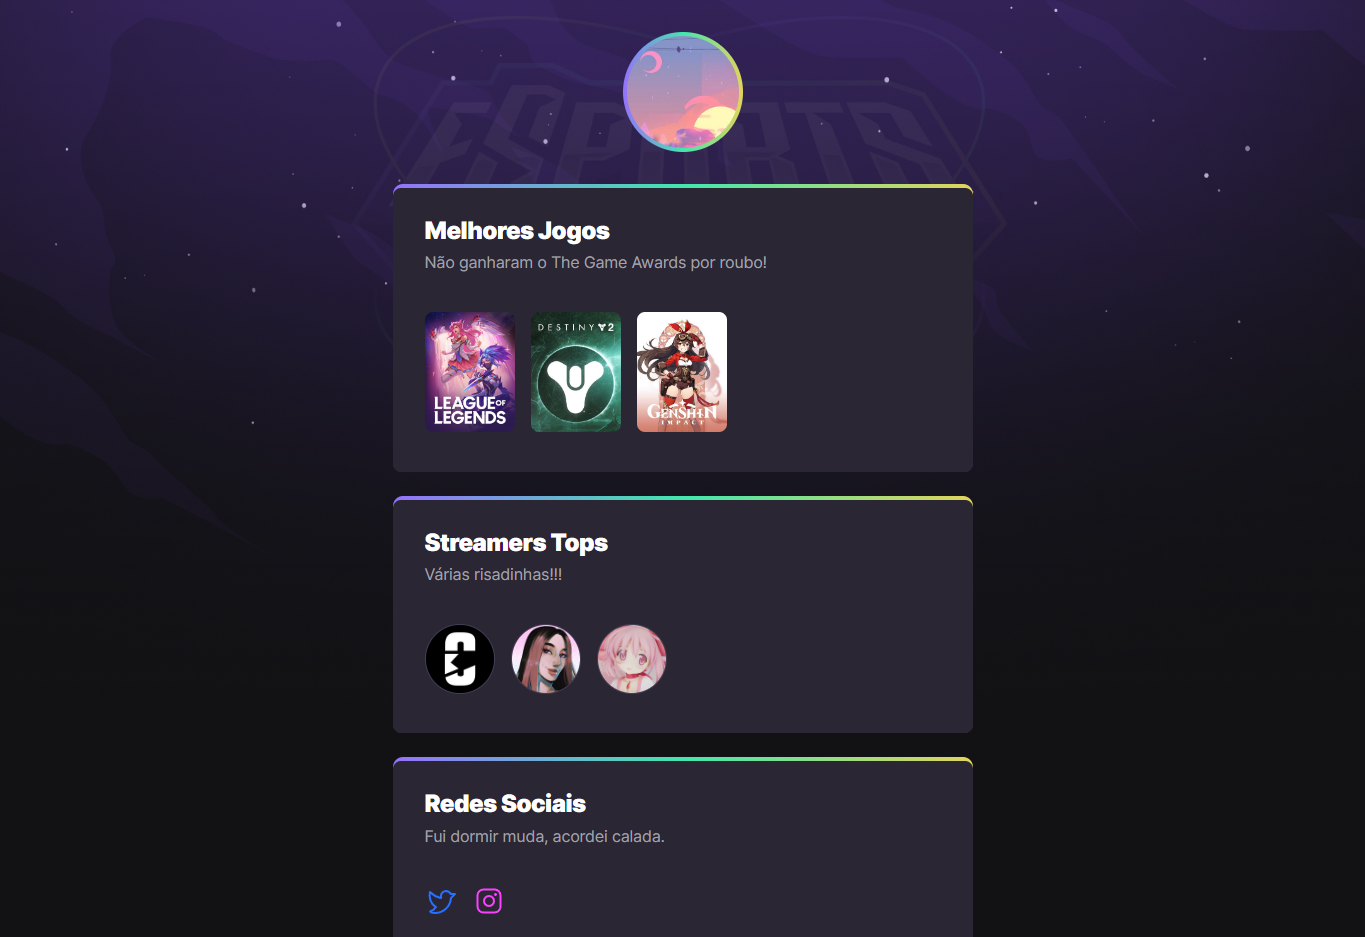 ESPORTS
Melhores Jogos
Não ganharam o The Game Awards por roubo!
LEAGUE OF
LEGENDS
DESTINY 2
GENSHIN
IMPACT
Streamers Tops
Várias risadinhas!!!
Redes Sociais
Fui dormir muda, acordei calada.